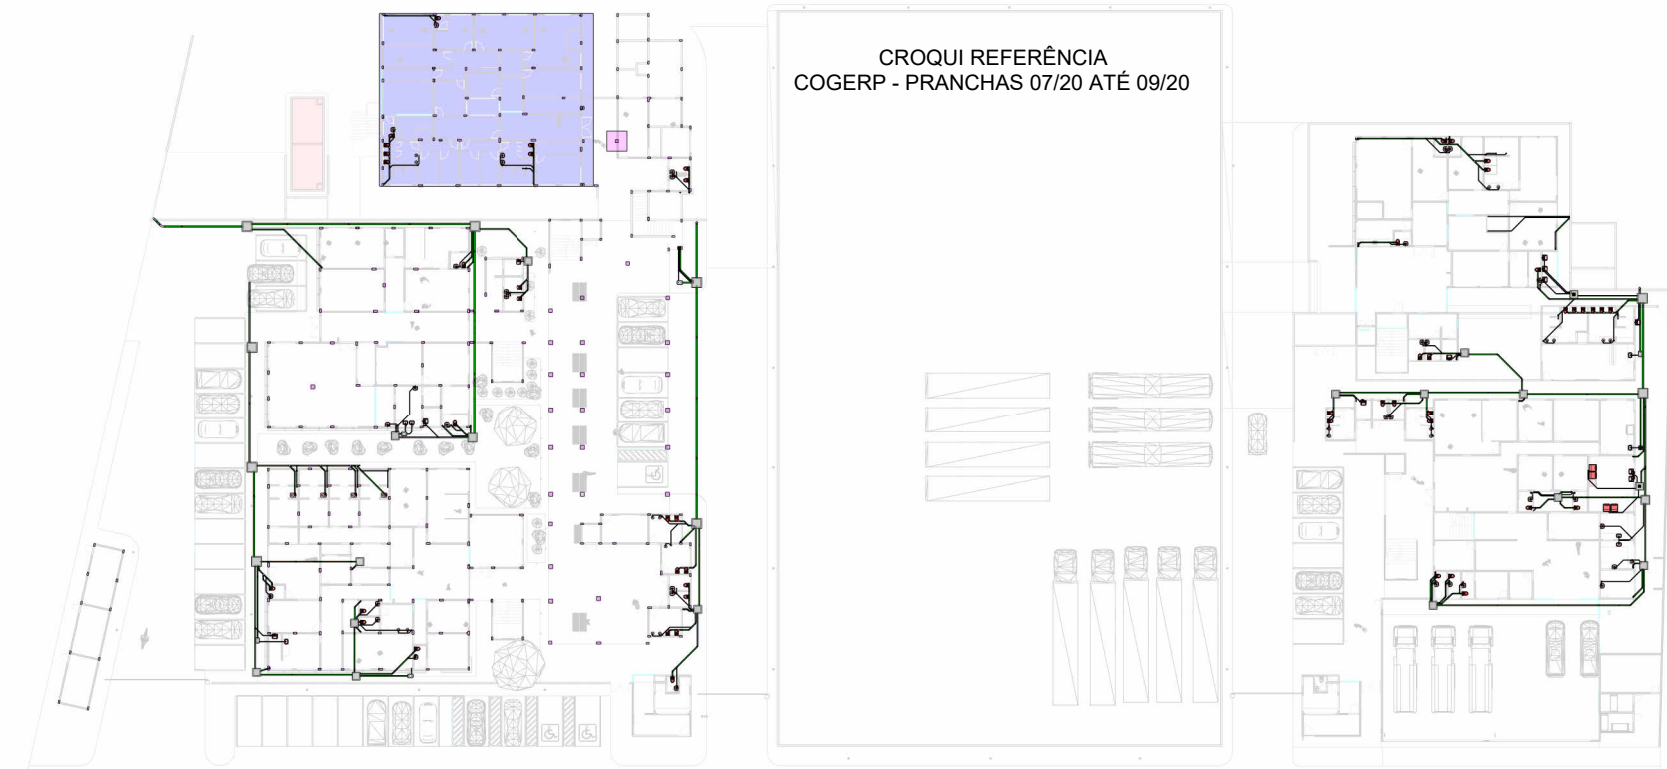 CROQUI REFERÊNCIA
COGERP - PRANCHAS 07/20 ATÉ 09/20